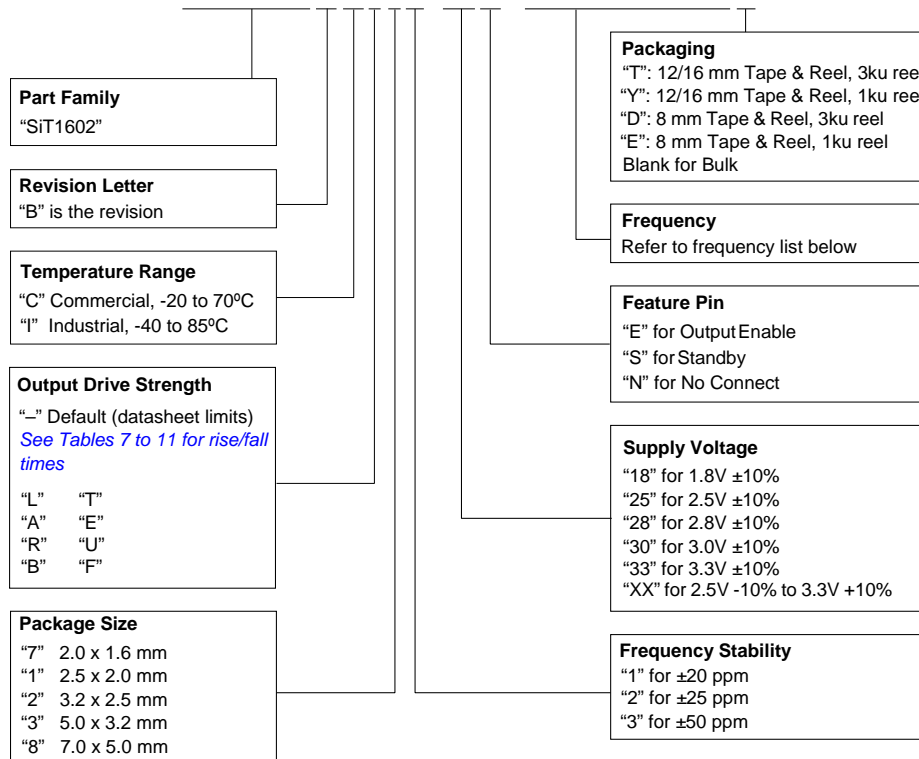 Part Family
“SiT1602”
Revision Letter
“B” is the revision
Temperature Range
“C” Commercial, -20 to 70ºC
“I” Industrial, -40 to 85ºC
Output Drive Strength
“–” Default (datasheet limits)
See Tables 7 to 11 for rise/fall
times
“L” “T”
“A” “E”
“R” “U”
“B” “F”
Package Size
“7” 2.0 x 1.6 mm
“1” 2.5 x 2.0 mm
“2” 3.2 x 2.5 mm
“3” 5.0 x 3.2 mm
“8” 7.0 x 5.0 mm
Packaging
“T”: 12/16 mm Tape & Reel, 3ku ree
“Y”: 12/16 mm Tape & Reel, 1ku ree
“D”: 8 mm Tape & Reel, 3ku reel
“E”: 8 mm Tape & Reel, 1ku reel
Blank for Bulk
Frequency
Refer to frequency list below
Feature Pin
“E” for Output Enable
“S” for Standby
“N” for No Connect
Supply Voltage
“18” for 1.8V ±10%
“25” for 2.5V ±10%
“28” for 2.8V ±10%
“30” for 3.0V ±10%
“33” for 3.3V ±10%
“XX” for 2.5V -10% to 3.3V +10%
Frequency Stability
“1” for ±20 ppm
“2” for ±25 ppm
“3” for ±50 ppm